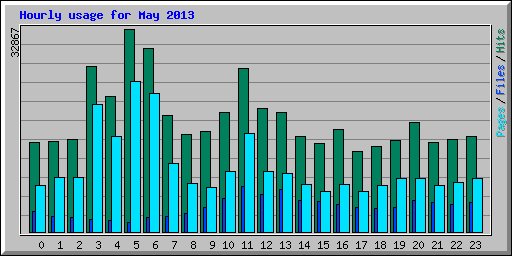 Hourly usage for May 2013
32867
Pages/Files/Hits
0 1 2 3 4 5 6 7 8 9 10 11 12 13 14 15 16 17 18 19 20 21 22 23